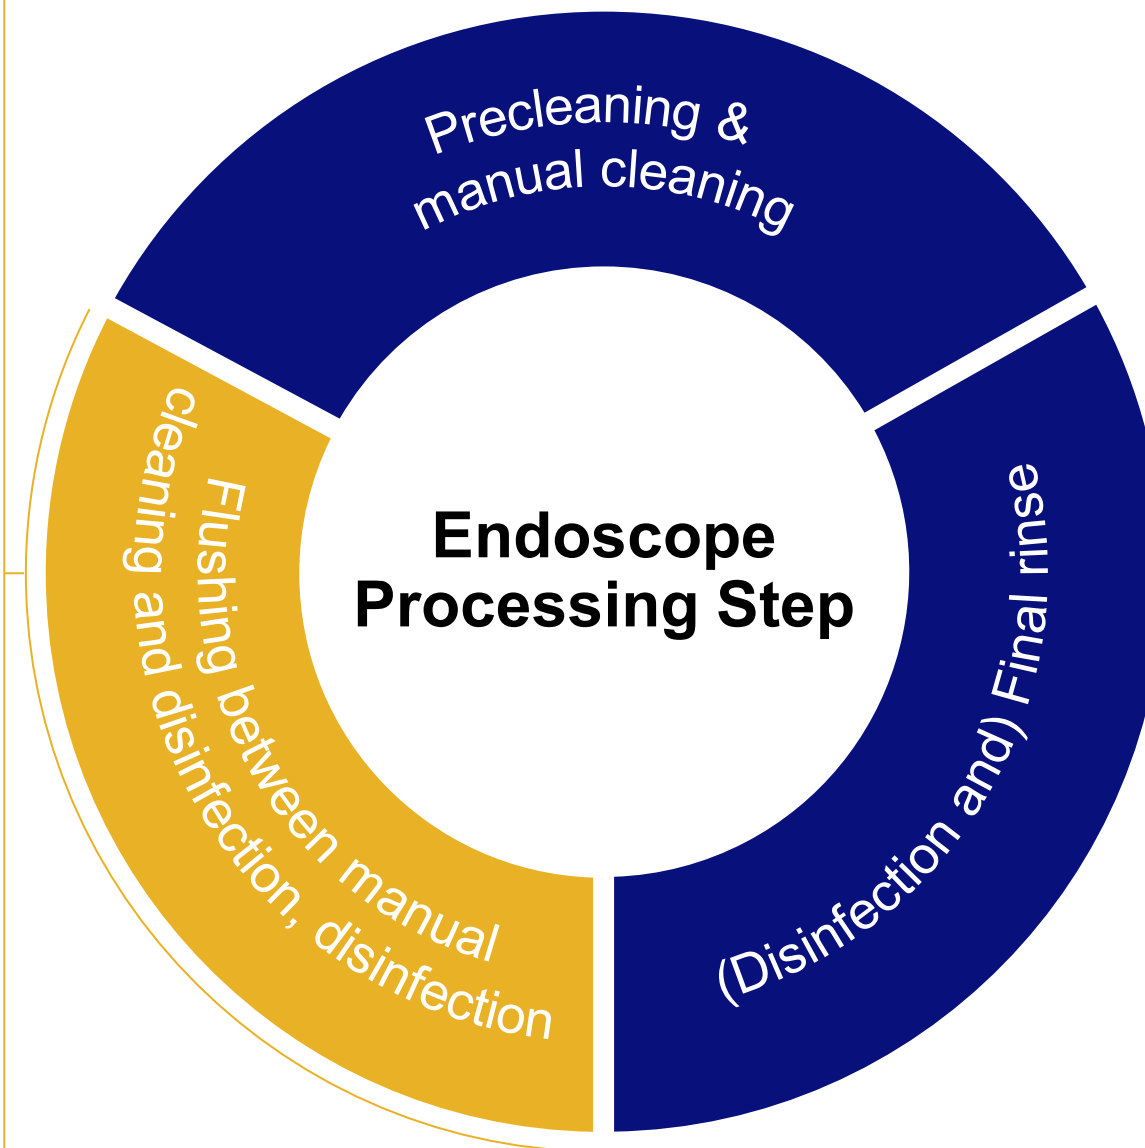 Precleaning &
manual cleaning
Endoscope
Processing Step
(Disinfection and) Final rinse
Flushing between manual
cleaning and disinfection, disinfection